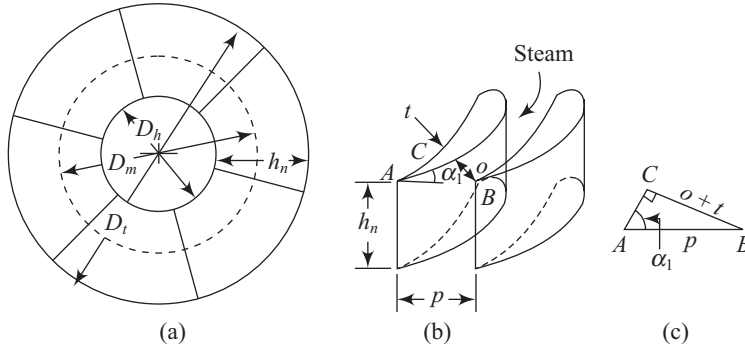 D_h
D_m
h_n
D_t
(a)
Steam
t
C
A
α_1
o
B
h_n
p
(b)
C
o + t
A
p
B
α_1
(c)